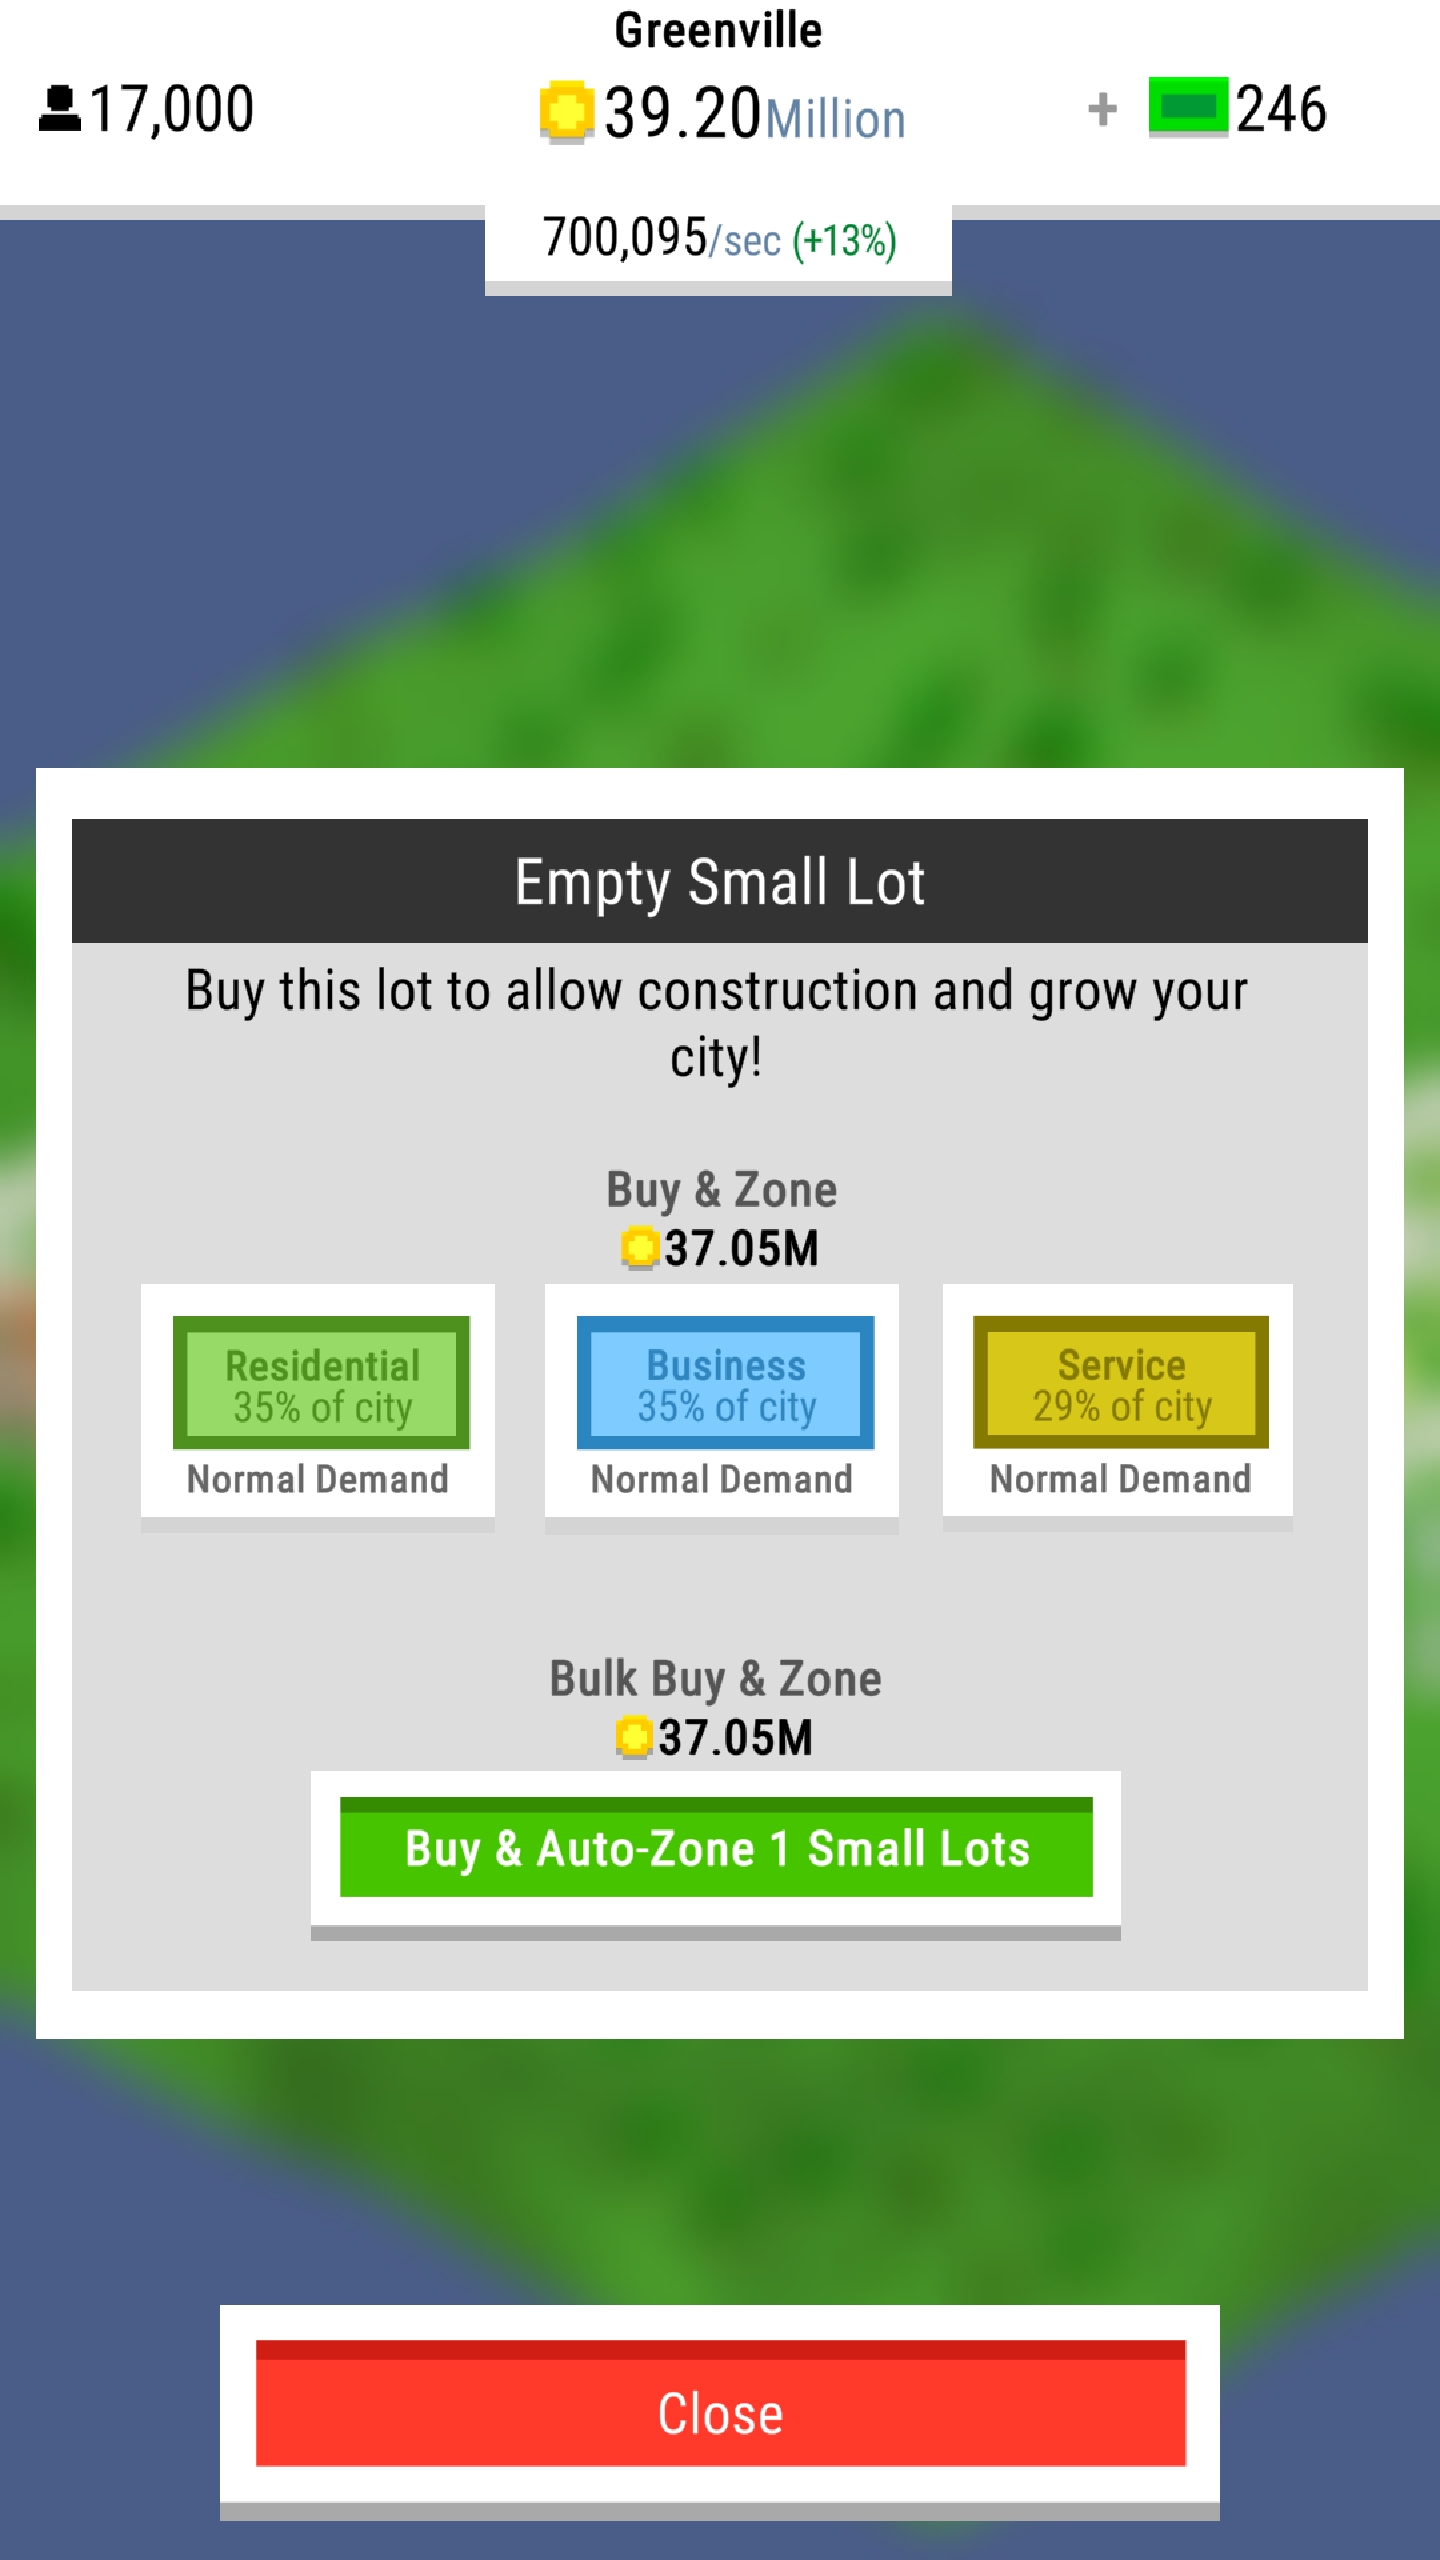 Greenville
17,000
39.20Million
+ 246
700,095/sec (+13%)
Empty Small Lot
Buy this lot to allow construction and grow your
city!
Buy & Zone
37.05M
Residential
35% of city
Normal Demand
Business
35% of city
Normal Demand
Service
29% of city
Normal Demand
Bulk Buy & Zone
37.05M
Buy & Auto-Zone 1 Small Lots
Close